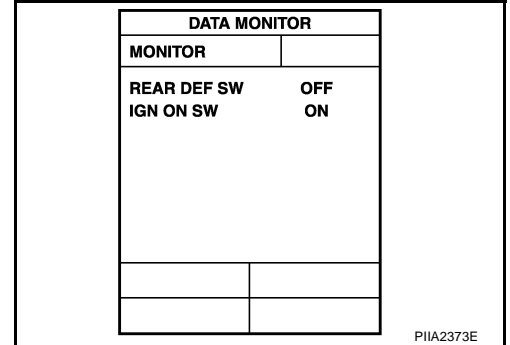 DATA MONITOR
MONITOR
REAR DEF SW OFF
IGN ON SW ON
PIIA2373E